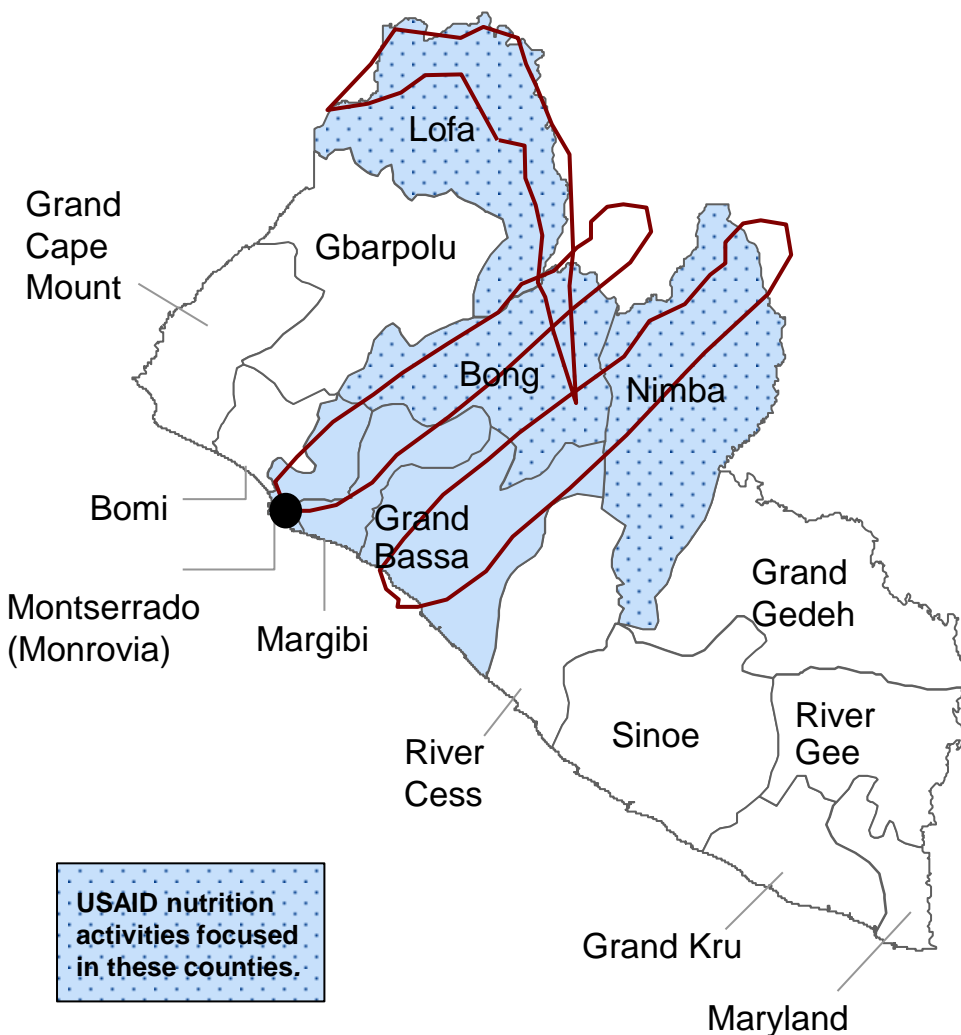 Lofa
Grand
Cape
Mount
Gbarpolu
Bong
Nimba
Bomi
Grand
Bassa
Montserrado
(Monrovia)
Margibi
Grand
Gedeh
River
Cess
Sinoe
River
Gee
USAID nutrition
activities focused
in these counties.
Grand Kru
Maryland